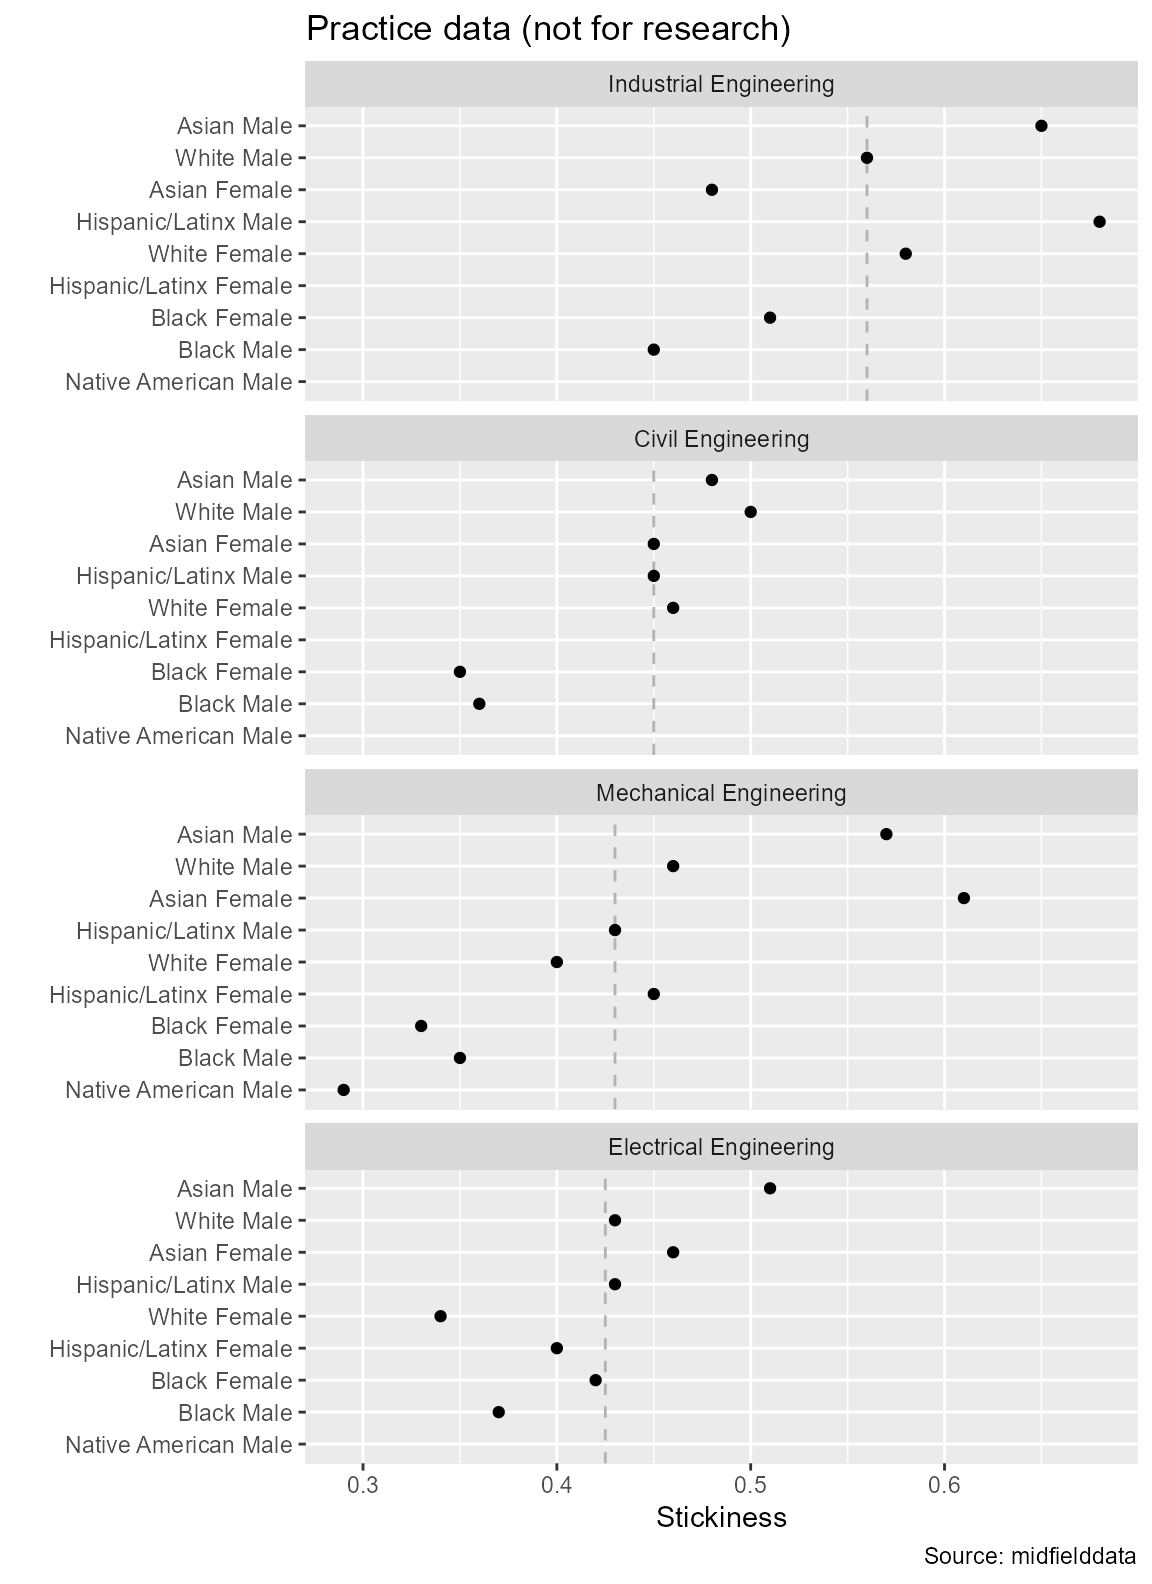 Practice data (not for research)
Industrial Engineering
Asian Male
White Male
Asian Female
Hispanic/Latinx Male
White Female
Hispanic/Latinx Female
Black Female
Black Male
Native American Male
Civil Engineering
Asian Male
White Male
Asian Female
Hispanic/Latinx Male
White Female
Hispanic/Latinx Female
Black Female
Black Male
Native American Male
Mechanical Engineering
Asian Male
White Male
Asian Female
Hispanic/Latinx Male
White Female
Hispanic/Latinx Female
Black Female
Black Male
Native American Male
Electrical Engineering
Asian Male
White Male
Asian Female
Hispanic/Latinx Male
White Female
Hispanic/Latinx Female
Black Female
Black Male
Native American Male
0.3 0.4 0.5 0.6
Stickiness
Source: midfielddata